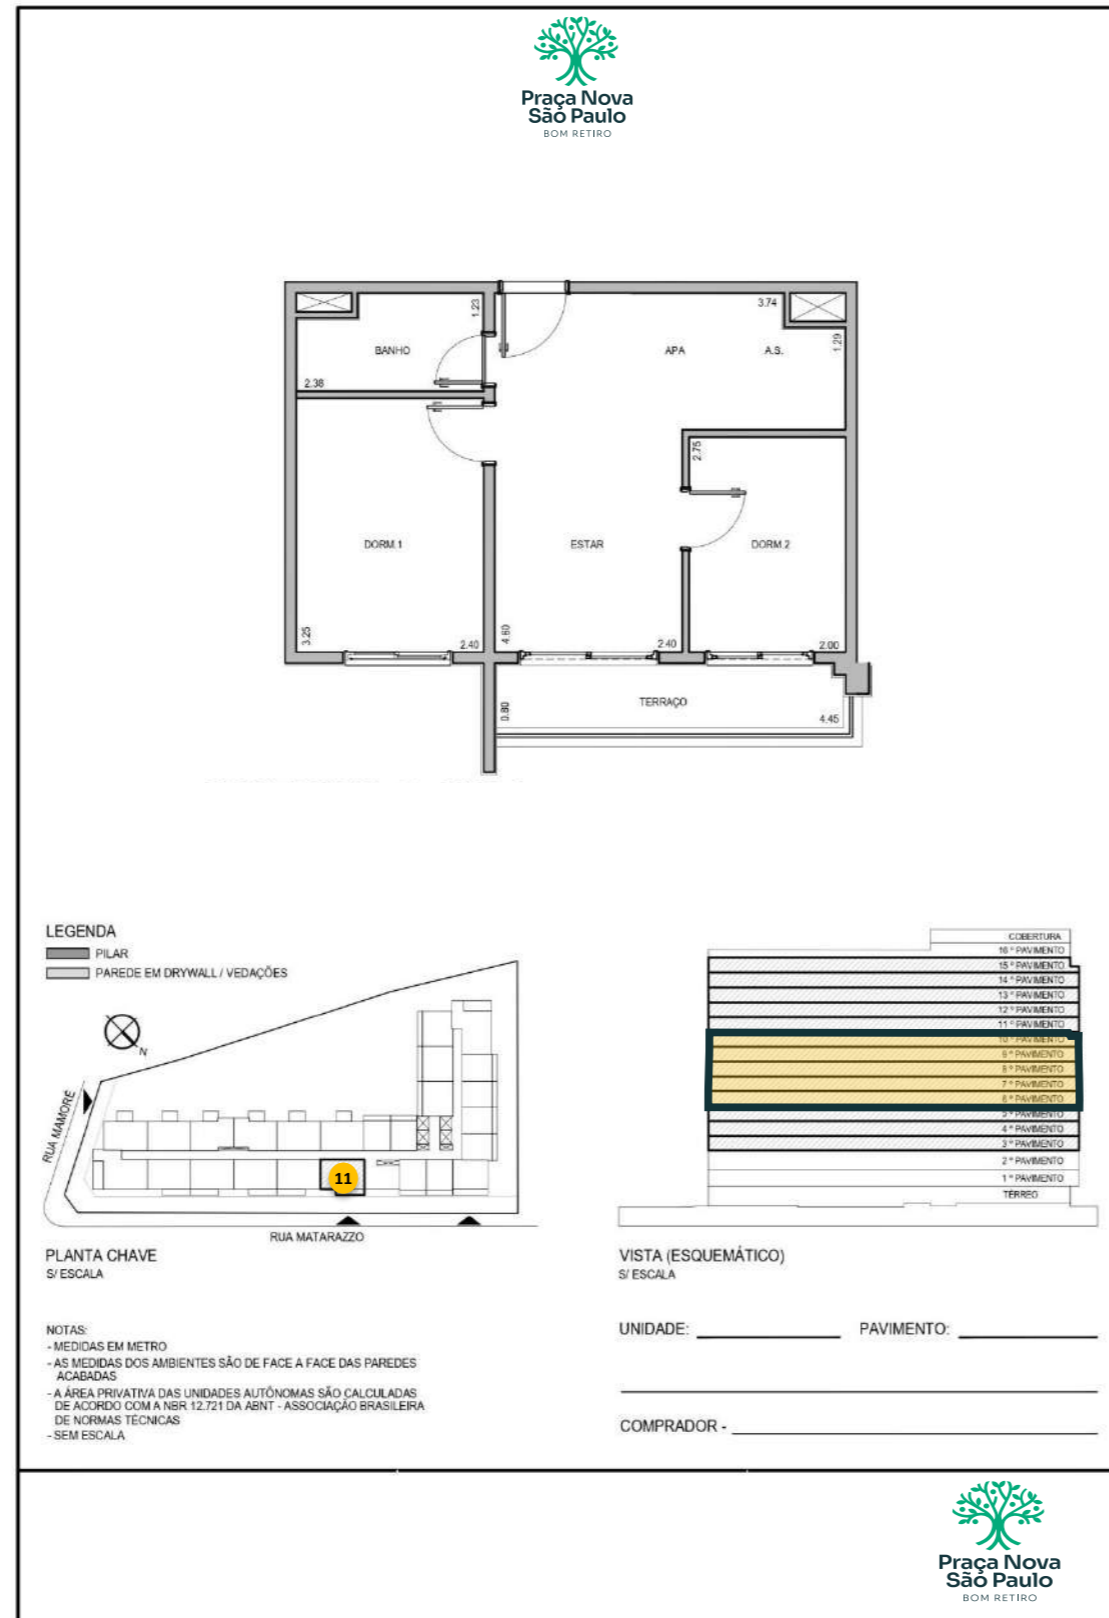 Praça Nova
São Paulo
BOM RETIRO
1.23
3.74
BANHO
APA
A.S.
1.29
2.38
2.75
DORM.1
ESTAR
DORM.2
3.25
2.40
4.60
2.40
2.00
TERRAÇO
0.80
4.45
LEGENDA
PILAR
PAREDE EM DRYWALL / VEDAÇÕES
N
RUA MAMORÉ
11
RUA MATARAZZO
PLANTA CHAVE
S/ ESCALA
COBERTURA
16 º PAVIMENTO
15 º PAVIMENTO
14 º PAVIMENTO
13 º PAVIMENTO
12 º PAVIMENTO
11 º PAVIMENTO
10 º PAVIMENTO
9 º PAVIMENTO
8 º PAVIMENTO
7 º PAVIMENTO
6 º PAVIMENTO
5 º PAVIMENTO
4 º PAVIMENTO
3 º PAVIMENTO
2 º PAVIMENTO
1 º PAVIMENTO
TÉRREO
VISTA (ESQUEMÁTICO)
S/ ESCALA
NOTAS:
- MEDIDAS EM METRO
- AS MEDIDAS DOS AMBIENTES SÃO DE FACE A FACE DAS PAREDES
ACABADAS
- A ÁREA PRIVATIVA DAS UNIDADES AUTÔNOMAS SÃO CALCULADAS
DE ACORDO COM A NBR 12.721 DA ABNT - ASSOCIAÇÃO BRASILEIRA
DE NORMAS TÉCNICAS
- SEM ESCALA
UNIDADE: PAVIMENTO:
COMPRADOR -
Praça Nova
São Paulo
BOM RETIRO